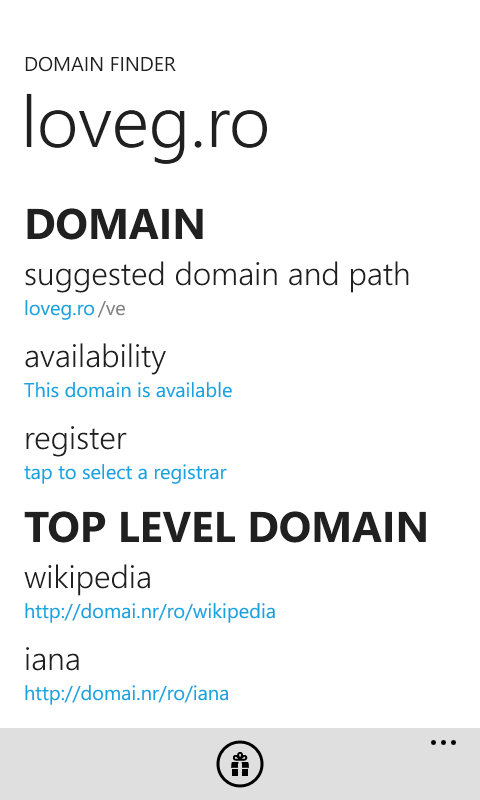 DOMAIN FINDER
loveg.ro
DOMAIN
suggested domain and path
loveg.ro/ve
availability
This domain is available
register
tap to select a registrar
TOP LEVEL DOMAIN
wikipedia
http://domai.nr/ro/wikipedia
iana
http://domai.nr/ro/iana